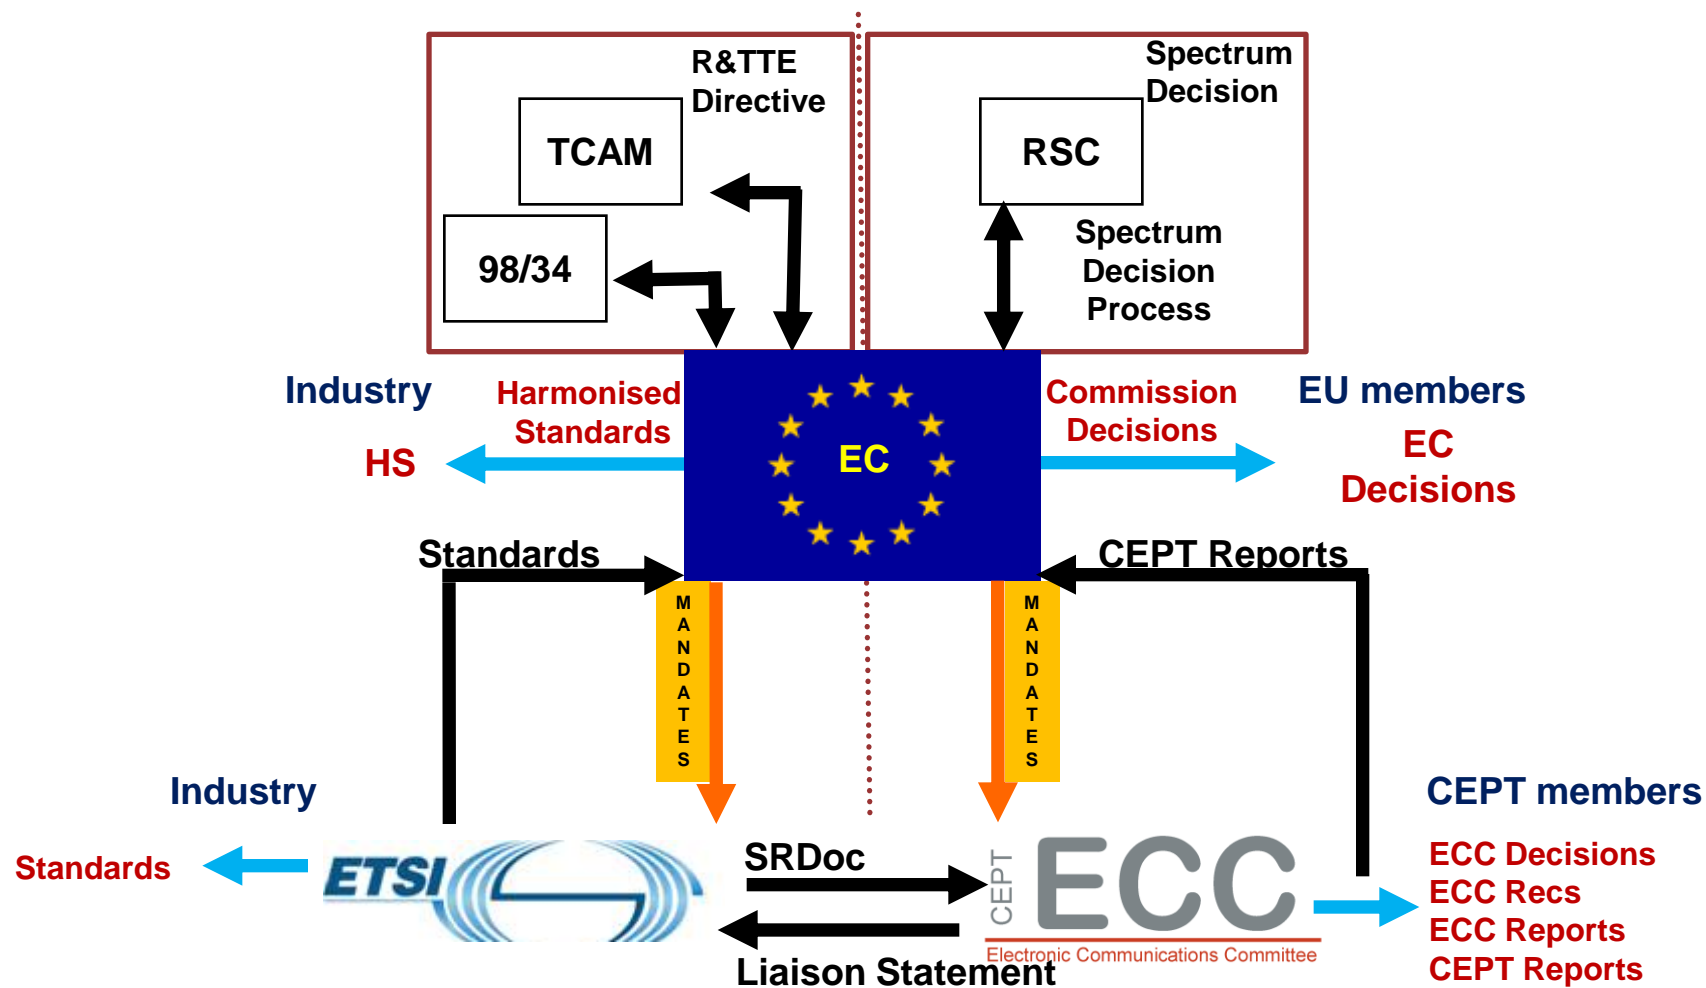 R&TTE
Directive
Spectrum
Decision
TCAM
RSC
98/34
Spectrum
Decision
Process
Industry
Harmonised
Standards
HS
EC
Commission
Decisions
EU members
EC
Decisions
Standards
CEPT Reports
MANDATES
MANDATES
Industry
Standards
ETSI
SRDoc
Liaison Statement
CEPT
ECC
Electronic Communications Committee
CEPT members
ECC Decisions
ECC Recs
ECC Reports
CEPT Reports